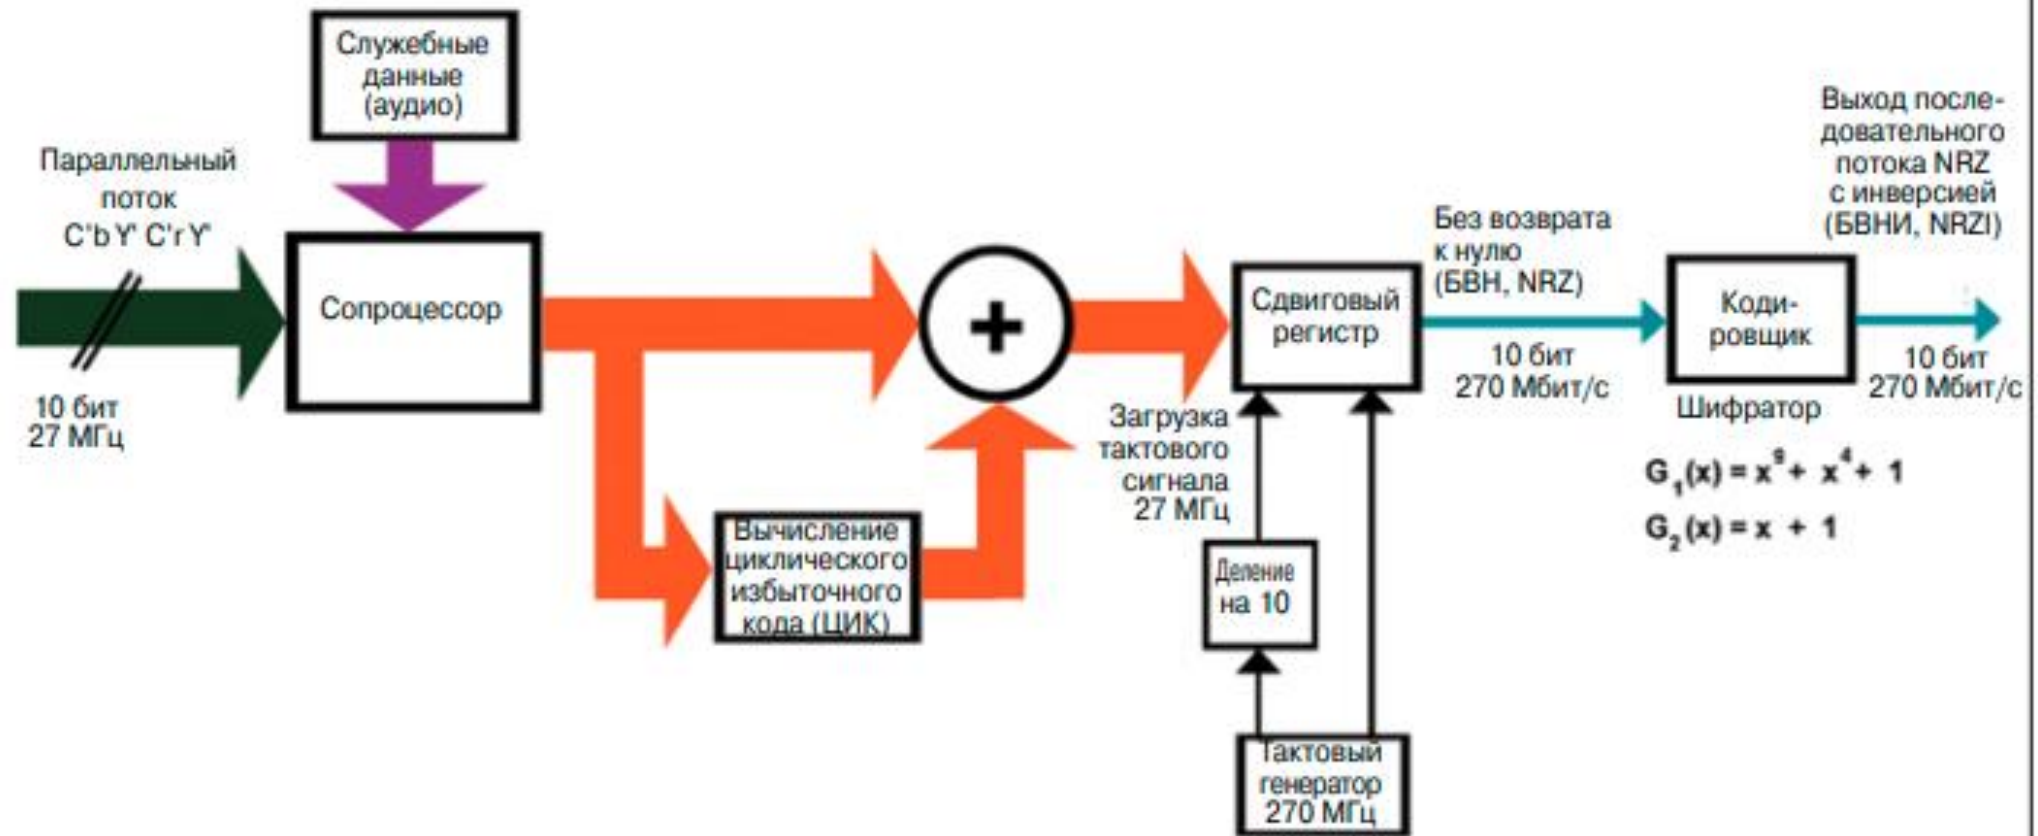 Служебные
данные
(аудио)
Параллельный
поток
C'b Y' C'r Y'
10 бит
27 МГц
Сопроцессор
+
Вычисление
циклического
избыточного
кода (ЦИК)
Загрузка
тактового
сигнала
27 МГц
Сдвиговый
регистр
Деление
на 10
Тактовый
генератор
270 МГц
Без возврата
к нулю
(БВН, NRZ)
10 бит
270 Мбит/с
Коди-
ровщик
Шифратор
G₁(x) = x⁹ + x⁴ + 1
G₂(x) = x + 1
Выход после-
довательного
потока NRZ
с инверсией
(БВНИ, NRZI)
10 бит
270 Мбит/с